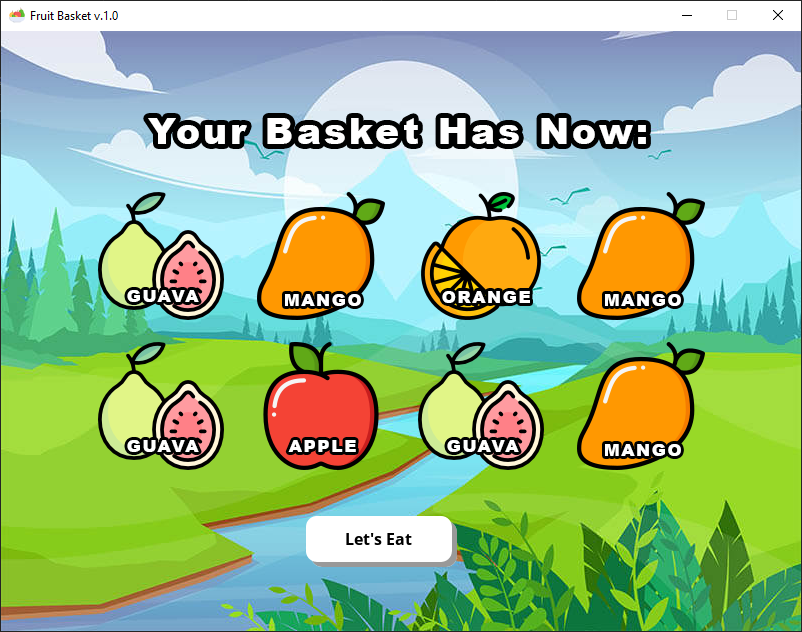 Fruit Basket v.1.0
Your Basket Has Now:
GUAVA MANGO ORANGE MANGO
GUAVA APPLE GUAVA MANGO
Let's Eat